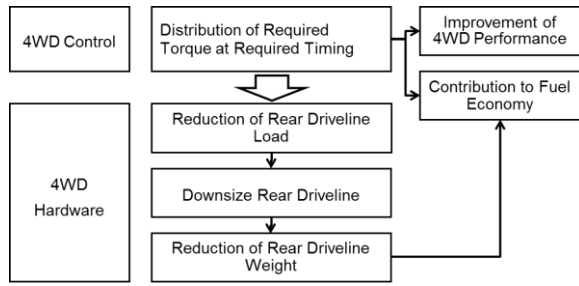 4WD Control
Distribution of Required
Torque at Required Timing
Improvement of
4WD Performance
Contribution to Fuel
Economy
4WD
Hardware
Reduction of Rear Driveline
Load
Downsize Rear Driveline
Reduction of Rear Driveline
Weight